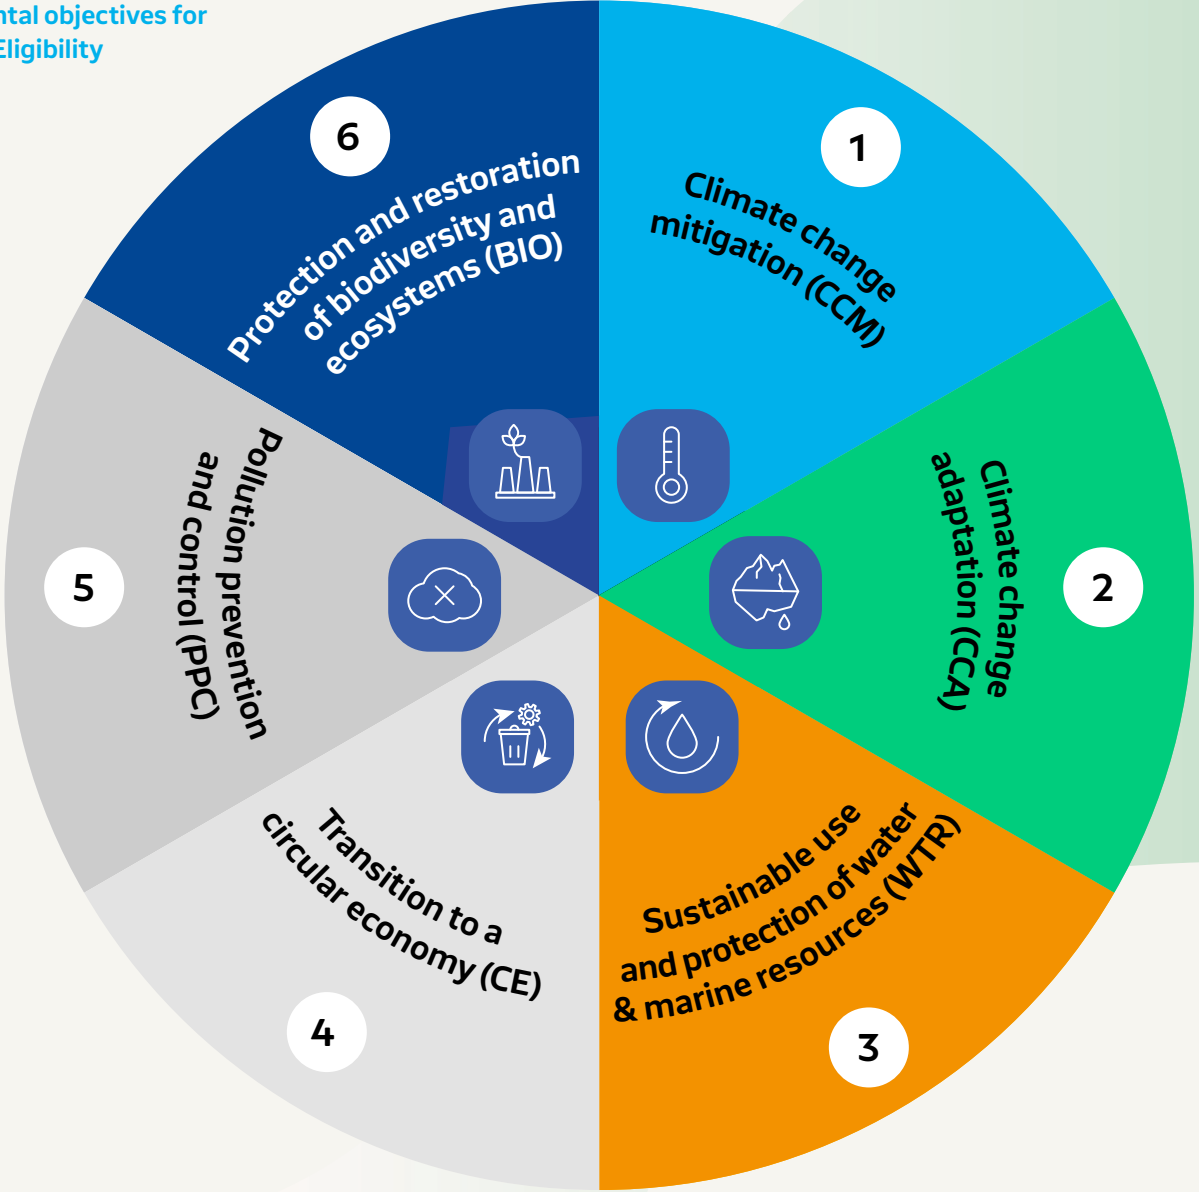 ntal objectives for
Eligibility
1
Climate change
mitigation (CCM)
2
Climate change
adaptation (CCA)
3
Sustainable use
and protection of water
& marine resources (WTR)
4
Transition to a
circular economy (CE)
5
Pollution prevention
and control (PPC)
6
Protection and restoration
of biodiversity and
ecosystems (BIO)